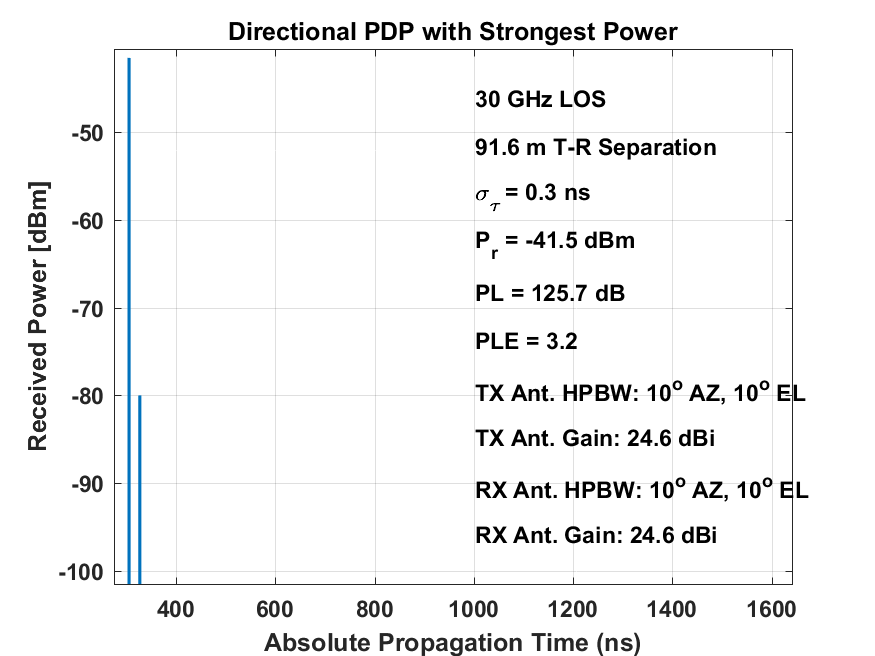 Directional PDP with Strongest Power
30 GHz LOS
91.6 m T-R Separation
σ_τ = 0.3 ns
P_r = -41.5 dBm
PL = 125.7 dB
PLE = 3.2
TX Ant. HPBW: 10° AZ, 10° EL
TX Ant. Gain: 24.6 dBi
RX Ant. HPBW: 10° AZ, 10° EL
RX Ant. Gain: 24.6 dBi
Received Power [dBm]
-50
-60
-70
-80
-90
-100
400 600 800 1000 1200 1400 1600
Absolute Propagation Time (ns)